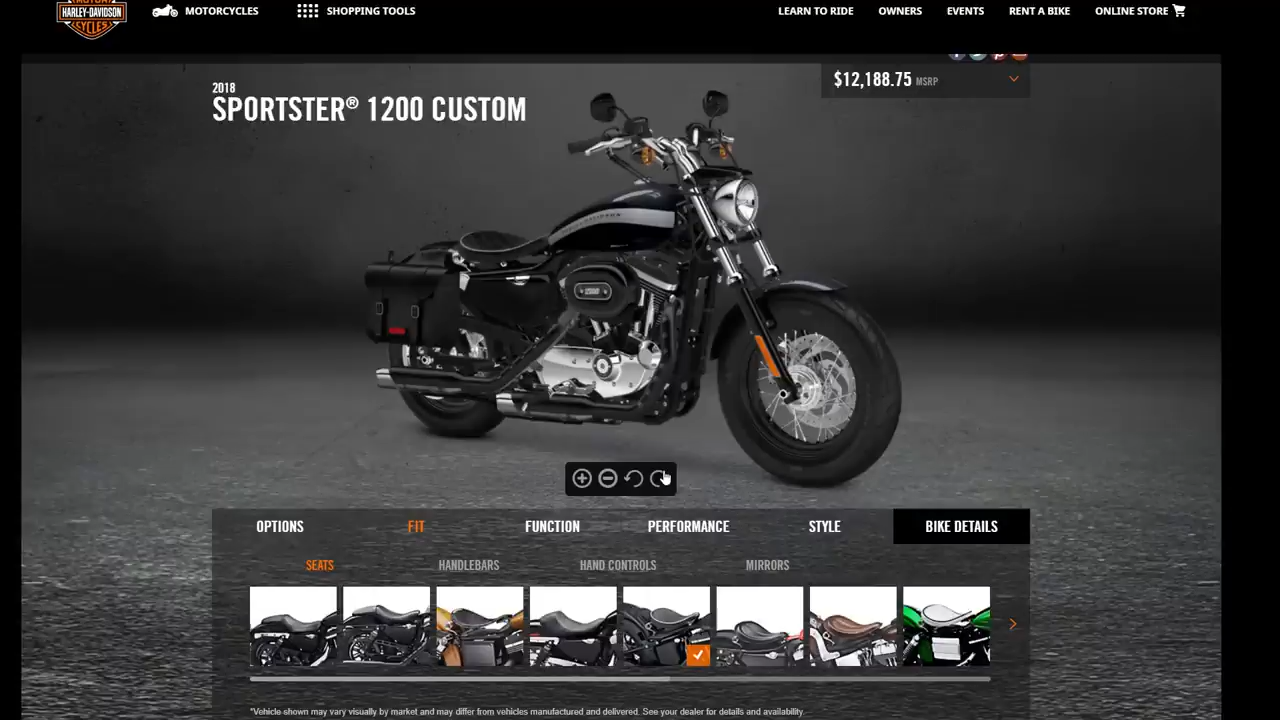 MOTOR
HARLEY-DAVIDSON
CYCLES
MOTORCYCLES
SHOPPING TOOLS
LEARN TO RIDE
OWNERS
EVENTS
RENT A BIKE
ONLINE STORE
2018
SPORTSTER® 1200 CUSTOM
$12,188.75 MSRP
OPTIONS
FIT
FUNCTION
PERFORMANCE
STYLE
BIKE DETAILS
SEATS
HANDLEBARS
HAND CONTROLS
MIRRORS
*Vehicle shown may vary visually by market and may differ from vehicles manufactured and delivered. See your dealer for details and availability.